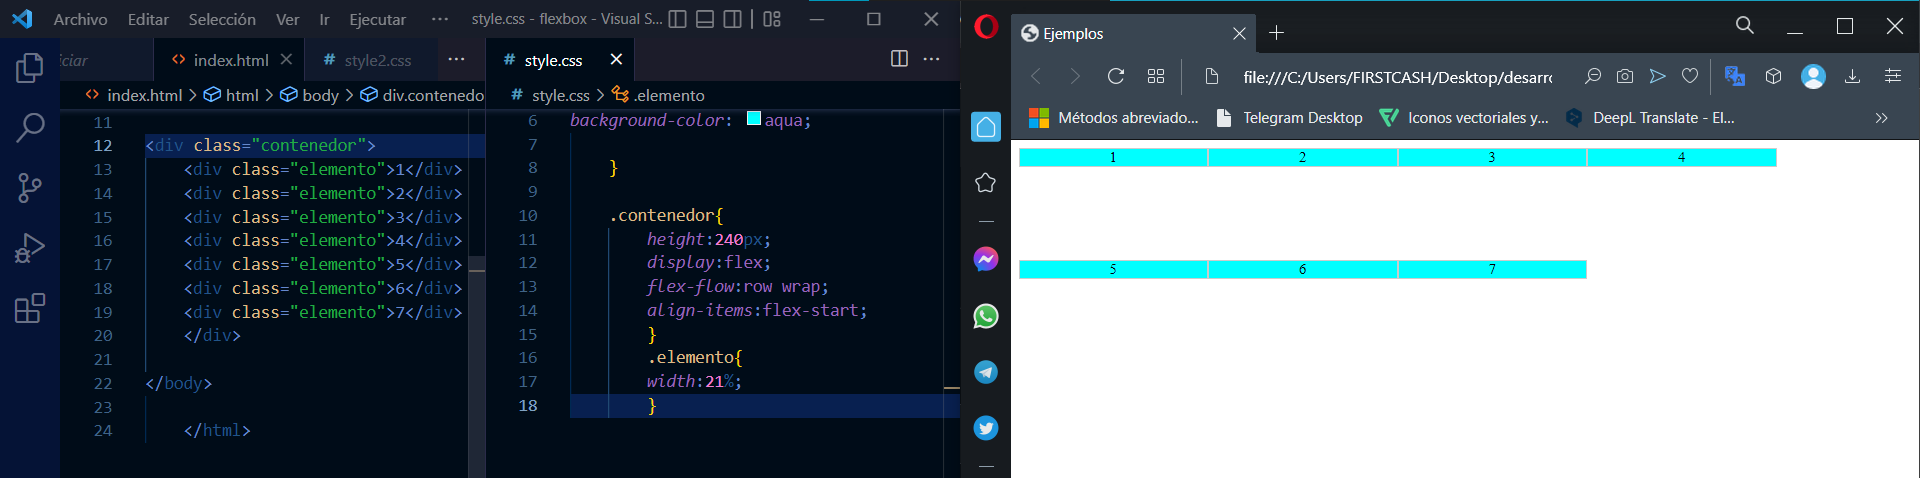 Archivo Editar Selección Ver Ir Ejecutar ··· style.css - flexbox - Visual S...
iciar
index.html
style2.css
style.css
index.html > html > body > div.contenedo
style.css > .elemento
11
12 <div class="contenedor">
13 <div class="elemento">1</div>
14 <div class="elemento">2</div>
15 <div class="elemento">3</div>
16 <div class="elemento">4</div>
17 <div class="elemento">5</div>
18 <div class="elemento">6</div>
19 <div class="elemento">7</div>
20 </div>
21
22 </body>
23
24 </html>
6 background-color: aqua;
7
8 }
9
10 .contenedor{
11 height:240px;
12 display:flex;
13 flex-flow:row wrap;
14 align-items:flex-start;
15 }
16 .elemento{
17 width:21%;
18 }
Ejemplos
file:///C:/Users/FIRSTCASH/Desktop/desarro
Métodos abreviado... Telegram Desktop Iconos vectoriales y... DeepL Translate - El...
1 2 3 4
5 6 7